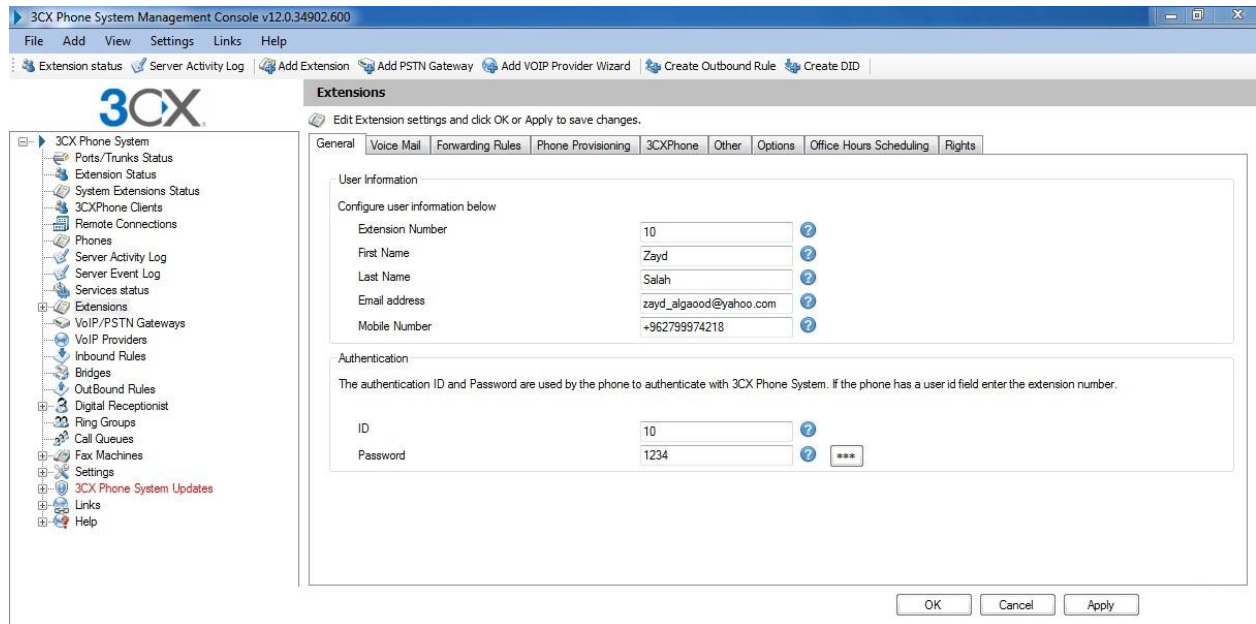 3CX Phone System Management Console v12.0.34902.600
File Add View Settings Links Help
Extension status Server Activity Log Add Extension Add PSTN Gateway Add VOIP Provider Wizard Create Outbound Rule Create DID
3CX
3CX Phone System
Ports/Trunks Status
Extension Status
System Extensions Status
3CXPhone Clients
Remote Connections
Phones
Server Activity Log
Server Event Log
Services status
Extensions
VoIP/PSTN Gateways
VoIP Providers
Inbound Rules
Bridges
OutBound Rules
Digital Receptionist
Ring Groups
Call Queues
Fax Machines
Settings
3CX Phone System Updates
Links
Help
Extensions
Edit Extension settings and click OK or Apply to save changes.
General Voice Mail Forwarding Rules Phone Provisioning 3CXPhone Other Options Office Hours Scheduling Rights
User Information
Configure user information below
Extension Number 10
First Name Zayd
Last Name Salah
Email address zayd_algaood@yahoo.com
Mobile Number +962799974218
Authentication
The authentication ID and Password are used by the phone to authenticate with 3CX Phone System. If the phone has a user id field enter the extension number.
ID 10
Password 1234 ***
OK Cancel Apply